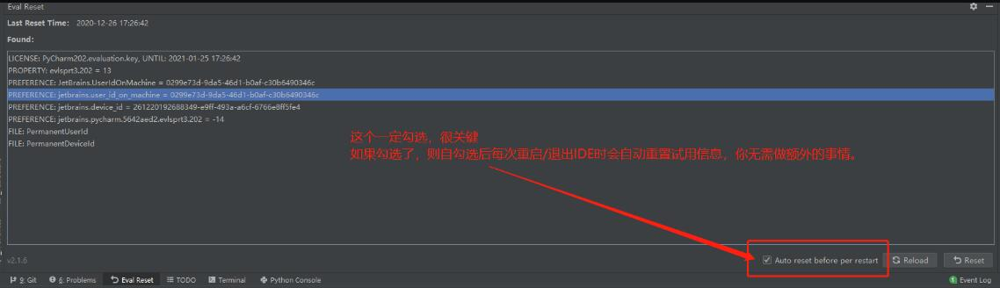 Eval Reset
Last Reset Time: 2020-12-26 17:26:42
Found:
LICENSE: PyCharm202.evaluation.key, UNTIL: 2021-01-25 17:26:42
PROPERTY: evlsprt3.202 = 13
PREFERENCE: JetBrains.UserIdOnMachine = 0299e73d-9da5-46d1-b0af-c30b6490346c
PREFERENCE: jetbrains.user_id_on_machine = 0299e73d-9da5-46d1-b0af-c30b6490346c
PREFERENCE: jetbrains.device_id = 261220192688349-e9ff-493a-a6cf-6766e8ff5fe4
PREFERENCE: jetbrains.pycharm.5642aed2.evlsprt3.202 = -14
FILE: PermanentUserId
FILE: PermanentDeviceId
这个一定勾选，很关键
如果勾选了，则自勾选后每次重启/退出IDE时会自动重置试用信息，你无需做额外的事情。
v2.1.6
Auto reset before per restart
Reload
Reset
9: Git
6: Problems
Eval Reset
TODO
Terminal
Python Console
1 Event Log